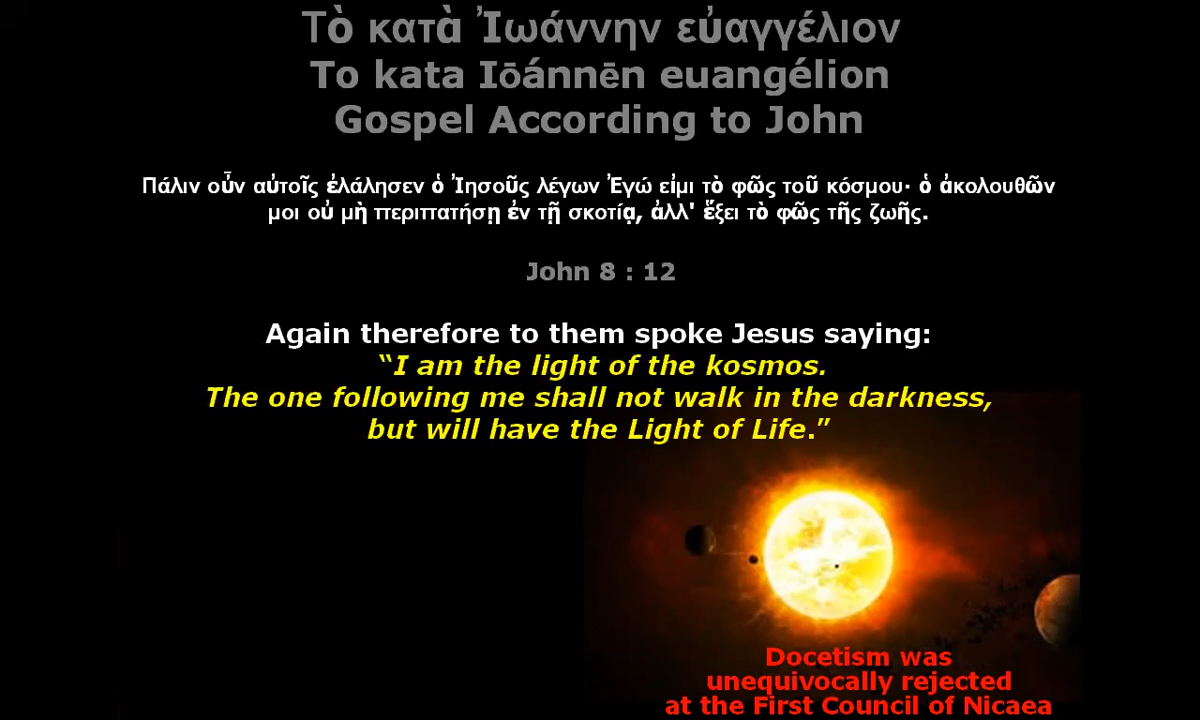 Τὸ κατὰ Ἰωάννην εὐαγγέλιον
To kata Iōánnēn euangélion
Gospel According to John
Πάλιν οὖν αὐτοῖς ἐλάλησεν ὁ Ἰησοῦς λέγων Ἐγώ εἰμι τὸ φῶς τοῦ κόσμου· ὁ ἀκολουθῶν
μοι οὐ μὴ περιπατήσῃ ἐν τῇ σκοτίᾳ, ἀλλ' ἕξει τὸ φῶς τῆς ζωῆς.
John 8 : 12
Again therefore to them spoke Jesus saying:
“I am the light of the kosmos.
The one following me shall not walk in the darkness,
but will have the Light of Life.”
Docetism was
unequivocally rejected
at the First Council of Nicaea